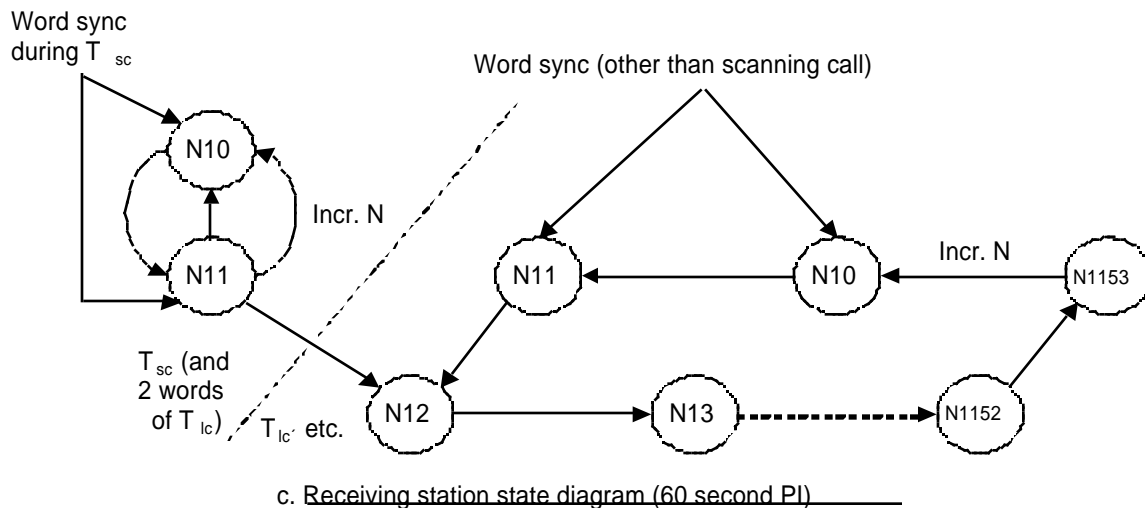 Word sync
during T sc
Word sync (other than scanning call)
N10
Incr. N
N11
N11
N10
Incr. N
N1153
T sc (and
2 words
of T lc)
T lc´ etc.
N12
N13
N1152
c. Receiving station state diagram (60 second PI)